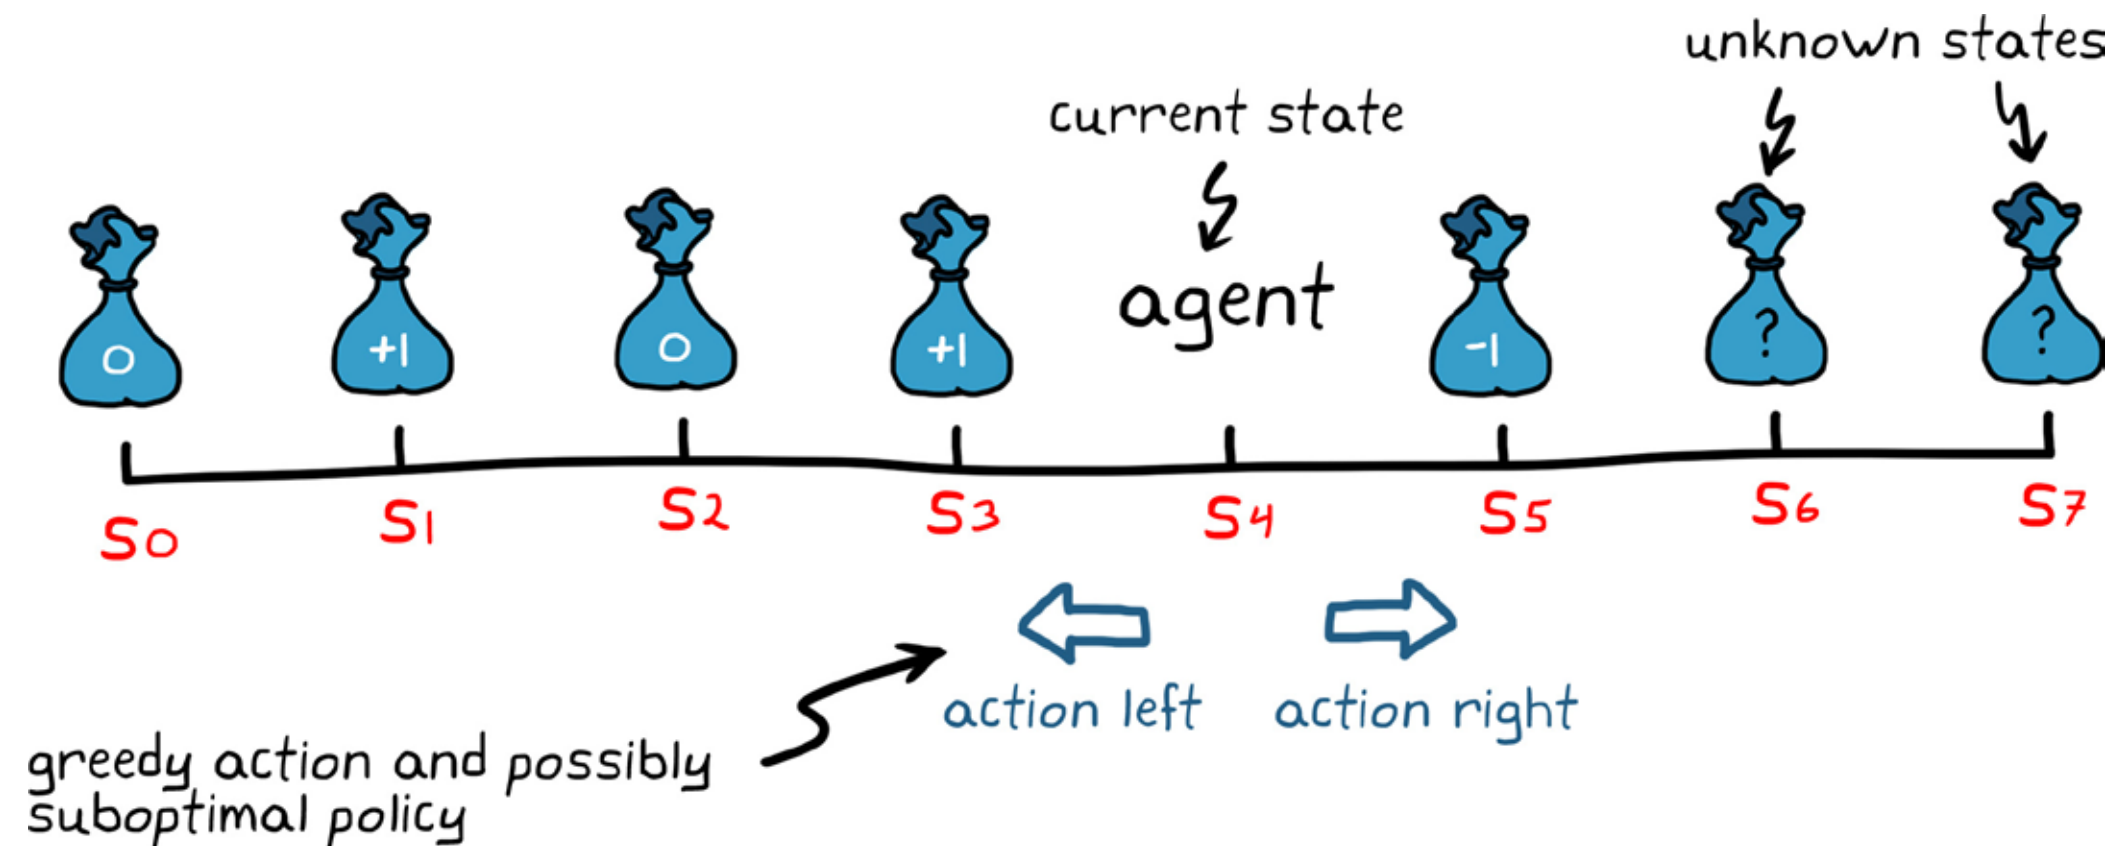 unknown states
current state
agent
0
+1
0
+1
-1
?
?
S0
S1
S2
S3
S4
S5
S6
S7
action left
action right
greedy action and possibly
suboptimal policy